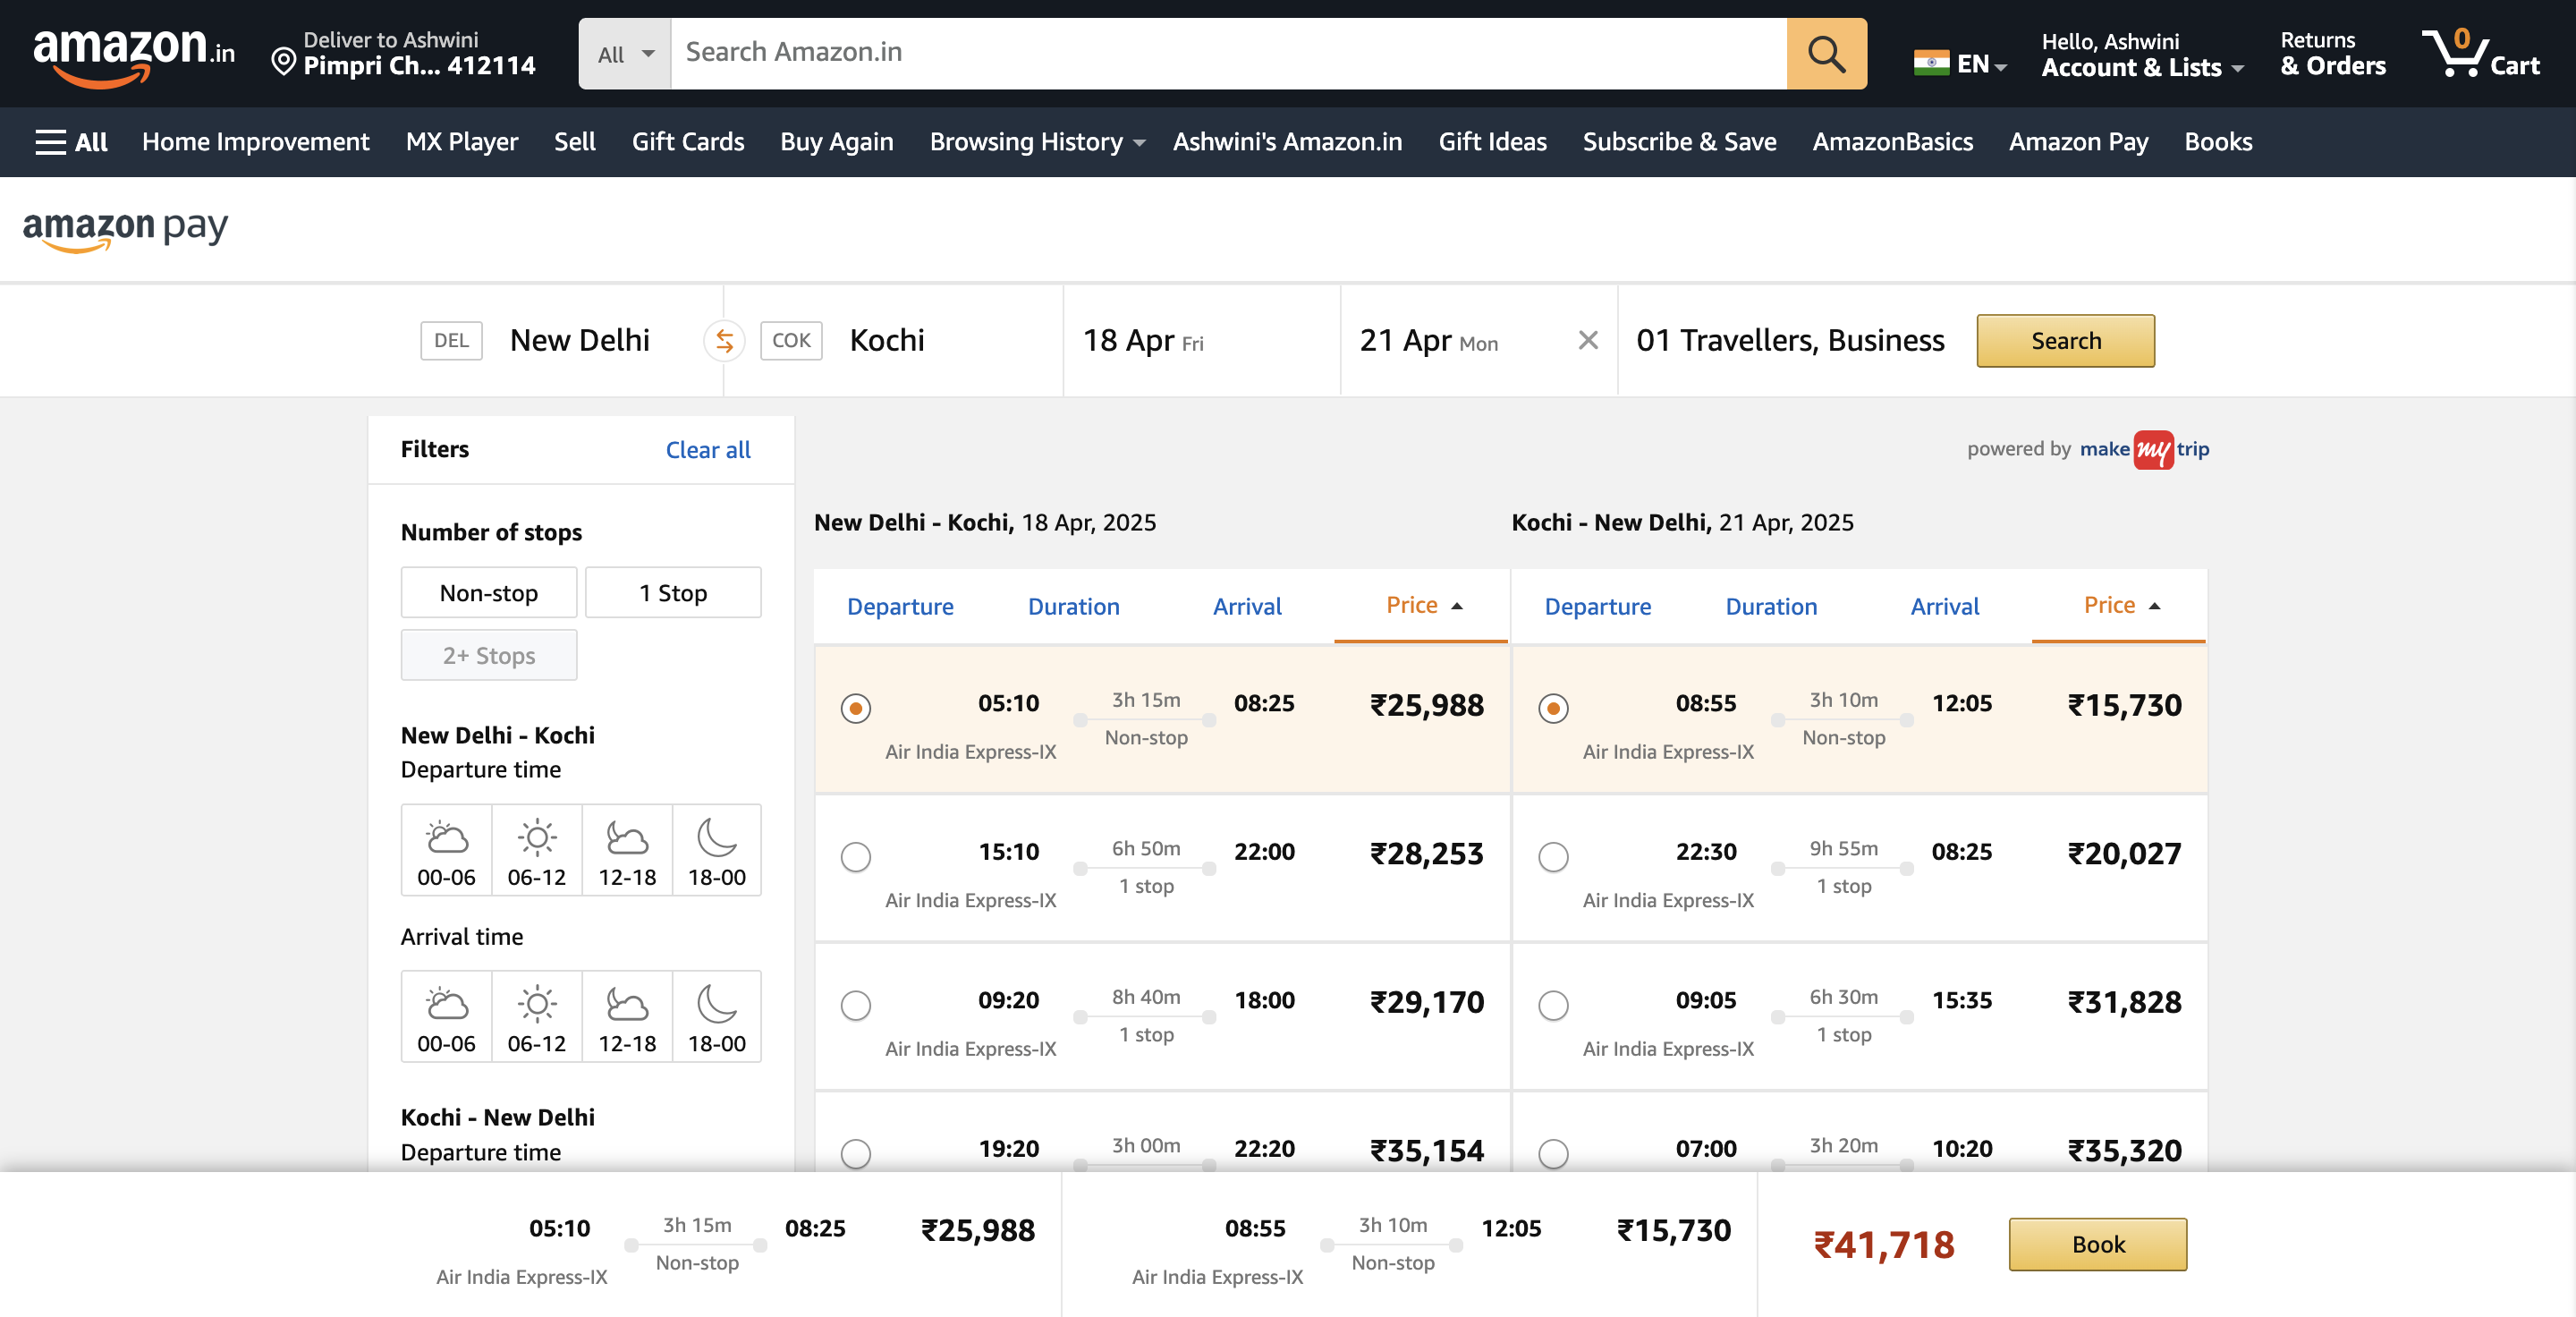 amazon.in
Deliver to Ashwini
Pimpri Ch... 412114
All
Search Amazon.in
EN
Hello, Ashwini
Account & Lists
Returns
& Orders
0
Cart
All Home Improvement MX Player Sell Gift Cards Buy Again Browsing History Ashwini's Amazon.in Gift Ideas Subscribe & Save AmazonBasics Amazon Pay Books
amazon pay
DEL New Delhi COK Kochi 18 Apr Fri 21 Apr Mon 01 Travellers, Business Search
Filters Clear all
Number of stops
Non-stop 1 Stop
2+ Stops
New Delhi - Kochi
Departure time
00-06 06-12 12-18 18-00
Arrival time
00-06 06-12 12-18 18-00
Kochi - New Delhi
Departure time
powered by make my trip
New Delhi - Kochi, 18 Apr, 2025
Departure Duration Arrival Price
05:10 3h 15m 08:25 ₹25,988
Non-stop
Air India Express-IX
15:10 6h 50m 22:00 ₹28,253
1 stop
Air India Express-IX
09:20 8h 40m 18:00 ₹29,170
1 stop
Air India Express-IX
19:20 3h 00m 22:20 ₹35,154
Kochi - New Delhi, 21 Apr, 2025
Departure Duration Arrival Price
08:55 3h 10m 12:05 ₹15,730
Non-stop
Air India Express-IX
22:30 9h 55m 08:25 ₹20,027
1 stop
Air India Express-IX
09:05 6h 30m 15:35 ₹31,828
1 stop
Air India Express-IX
07:00 3h 20m 10:20 ₹35,320
05:10 3h 15m 08:25 ₹25,988
Non-stop
Air India Express-IX
08:55 3h 10m 12:05 ₹15,730
Non-stop
Air India Express-IX
₹41,718 Book